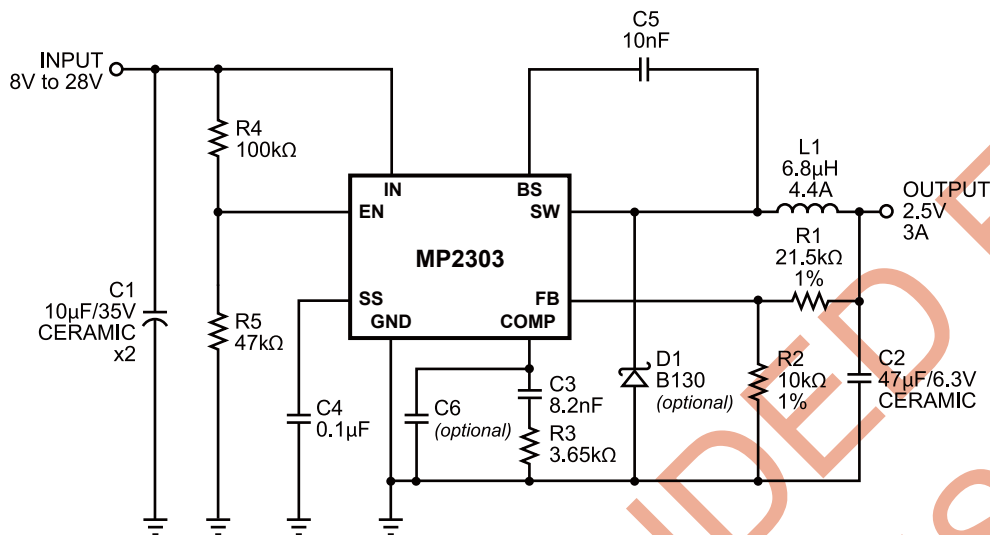 C5
10nF
INPUT
8V to 28V
R4
100kΩ
L1
6.8µH
4.4A
IN
BS
OUTPUT
2.5V
3A
EN
SW
R1
21.5kΩ
1%
MP2303
C1
10µF/35V
CERAMIC
x2
SS
FB
R5
47kΩ
GND
COMP
D1
B130
(optional)
R2
10kΩ
1%
C2
47µF/6.3V
CERAMIC
C3
8.2nF
C4
0.1µF
C6
(optional)
R3
3.65kΩ